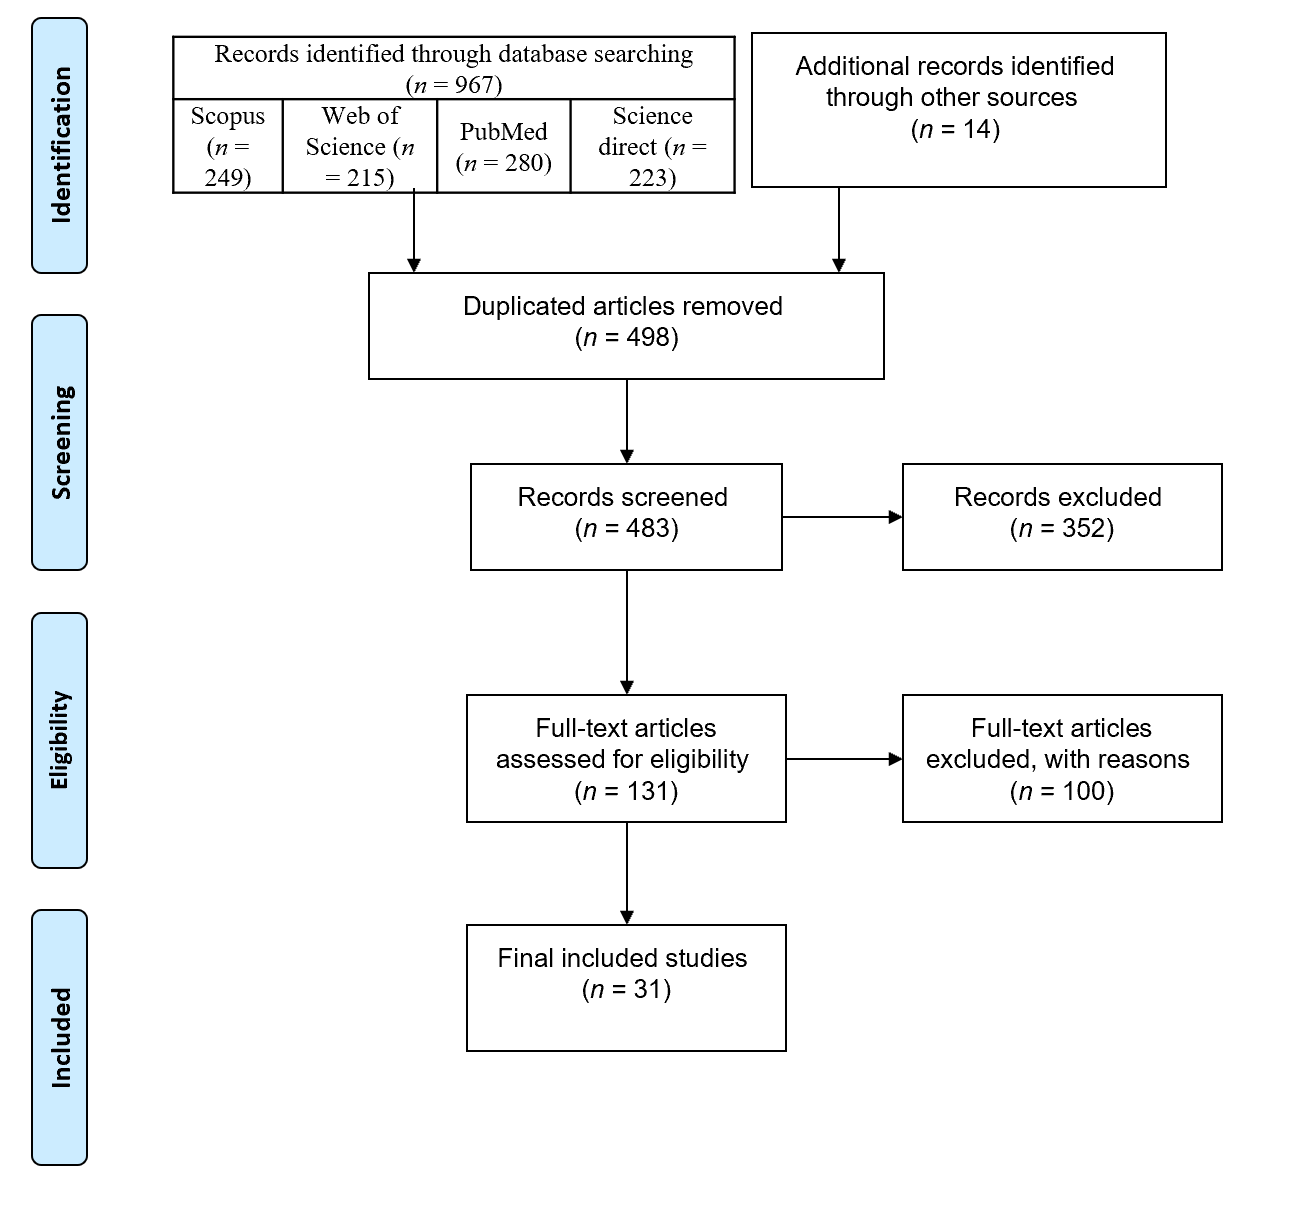 Identification
Records identified through database searching
(n = 967)
Scopus
(n =
249)
Web of
Science (n
= 215)
PubMed
(n = 280)
Science
direct (n =
223)
Additional records identified
through other sources
(n = 14)
Duplicated articles removed
(n = 498)
Screening
Records screened
(n = 483)
Records excluded
(n = 352)
Eligibility
Full-text articles
assessed for eligibility
(n = 131)
Full-text articles
excluded, with reasons
(n = 100)
Included
Final included studies
(n = 31)